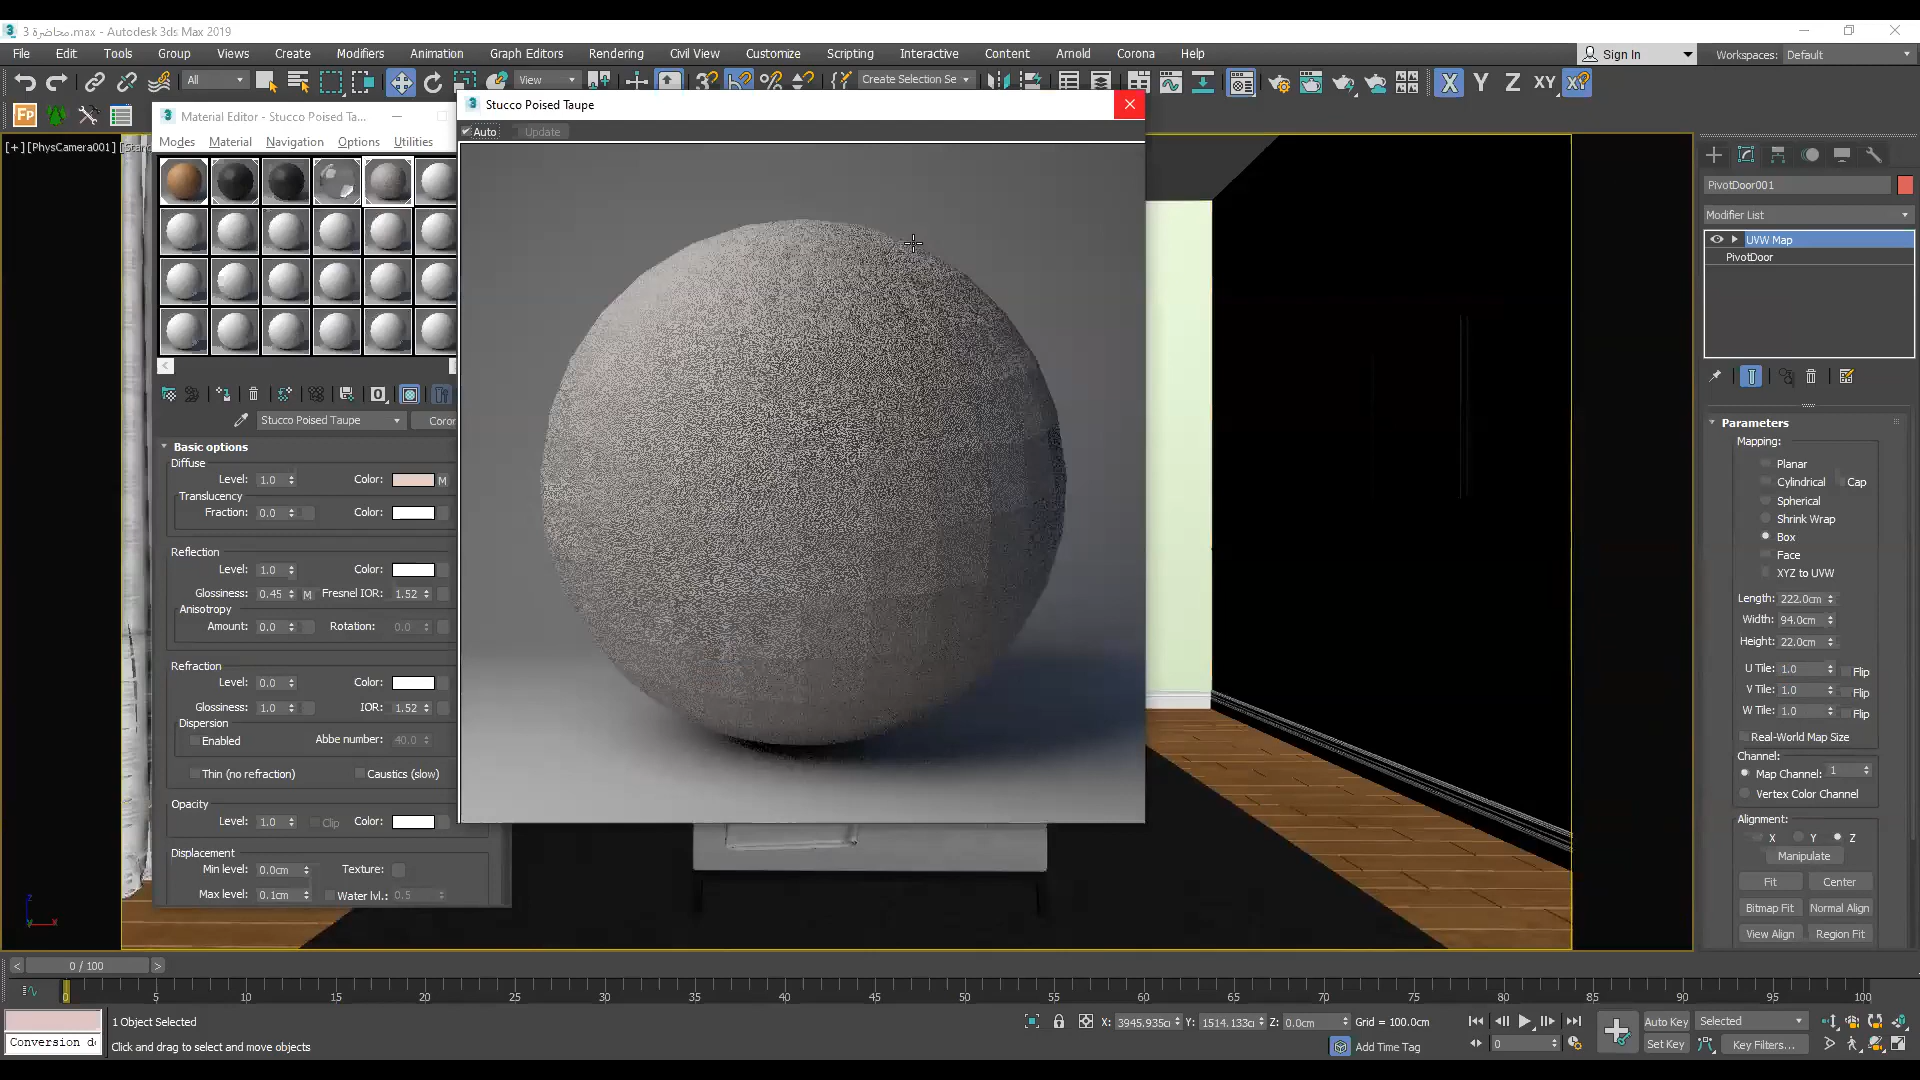 محاضرة 3.max - Autodesk 3ds Max 2019
File Edit Tools Group Views Create Modifiers Animation Graph Editors Rendering Civil View Customize Scripting Interactive Content Arnold Corona Help
Sign In
Workspaces: Default
All
View
Create Selection Se
X Y Z XY
Fp
Material Editor - Stucco Poised Ta...
Modes Material Navigation Options Utilities
Stucco Poised Taupe
Auto Update
[+] [PhysCamera001]
Stucco Poised Taupe
Basic options
Diffuse
Level: 1.0 Color: M
Translucency
Fraction: 0.0 Color:
Reflection
Level: 1.0 Color:
Glossiness: 0.45 M Fresnel IOR: 1.52
Anisotropy
Amount: 0.0 Rotation: 0.0
Refraction
Level: 0.0 Color:
Glossiness: 1.0 IOR: 1.52
Dispersion
Enabled Abbe number: 40.0
Thin (no refraction) Caustics (slow)
Opacity
Level: 1.0 Clip Color:
Displacement
Min level: 0.0cm Texture:
Max level: 0.1cm Water lvl.: 0.5
PivotDoor001
Modifier List
UVW Map
PivotDoor
Parameters
Mapping:
Planar
Cylindrical Cap
Spherical
Shrink Wrap
Box
Face
XYZ to UVW
Length: 222.0cm
Width: 94.0cm
Height: 22.0cm
U Tile: 1.0 Flip
V Tile: 1.0 Flip
W Tile: 1.0 Flip
Real-World Map Size
Channel:
Map Channel: 1
Vertex Color Channel
Alignment:
X Y Z
Manipulate
Fit Center
Bitmap Fit Normal Align
View Align Region Fit
0 / 100
0 5 10 15 20 25 30 35 40 45 50 55 60 65 70 75 80 85 90 95 100
1 Object Selected
Click and drag to select and move objects
X: 3945.935c Y: 1514.133c Z: 0.0cm Grid = 100.0cm
Add Time Tag
0
Auto Key Selected
Set Key Key Filters...